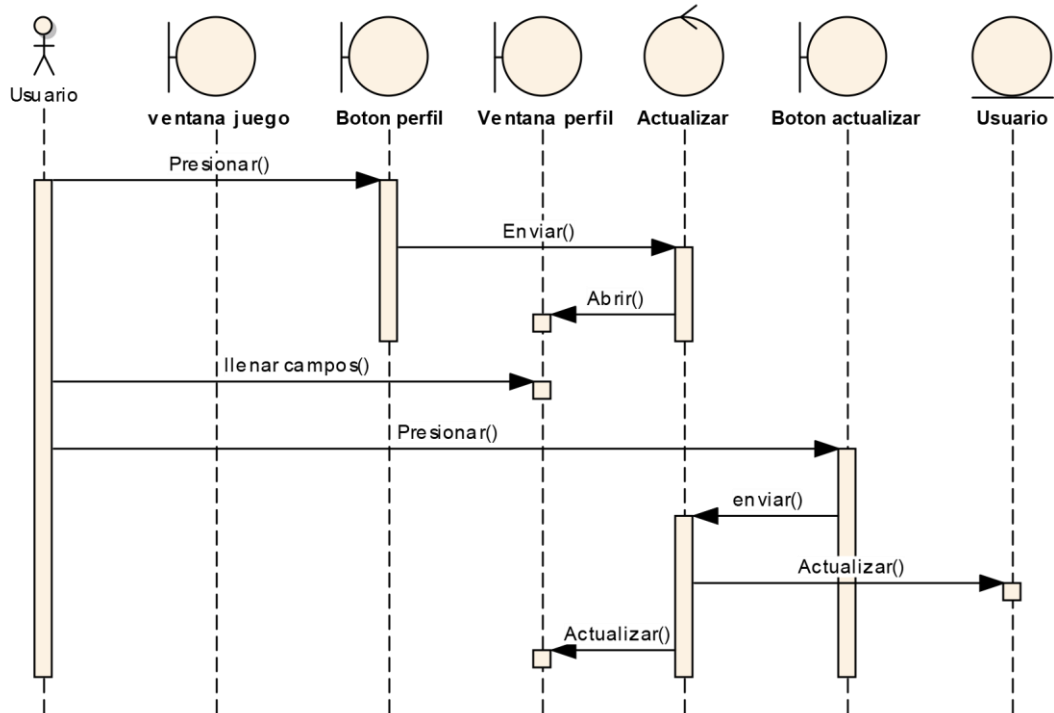 Usuario
ventana juego
Boton perfil
Ventana perfil
Actualizar
Boton actualizar
Usuario
Presionar()
Enviar()
Abrir()
llenar campos()
Presionar()
enviar()
Actualizar()
Actualizar()